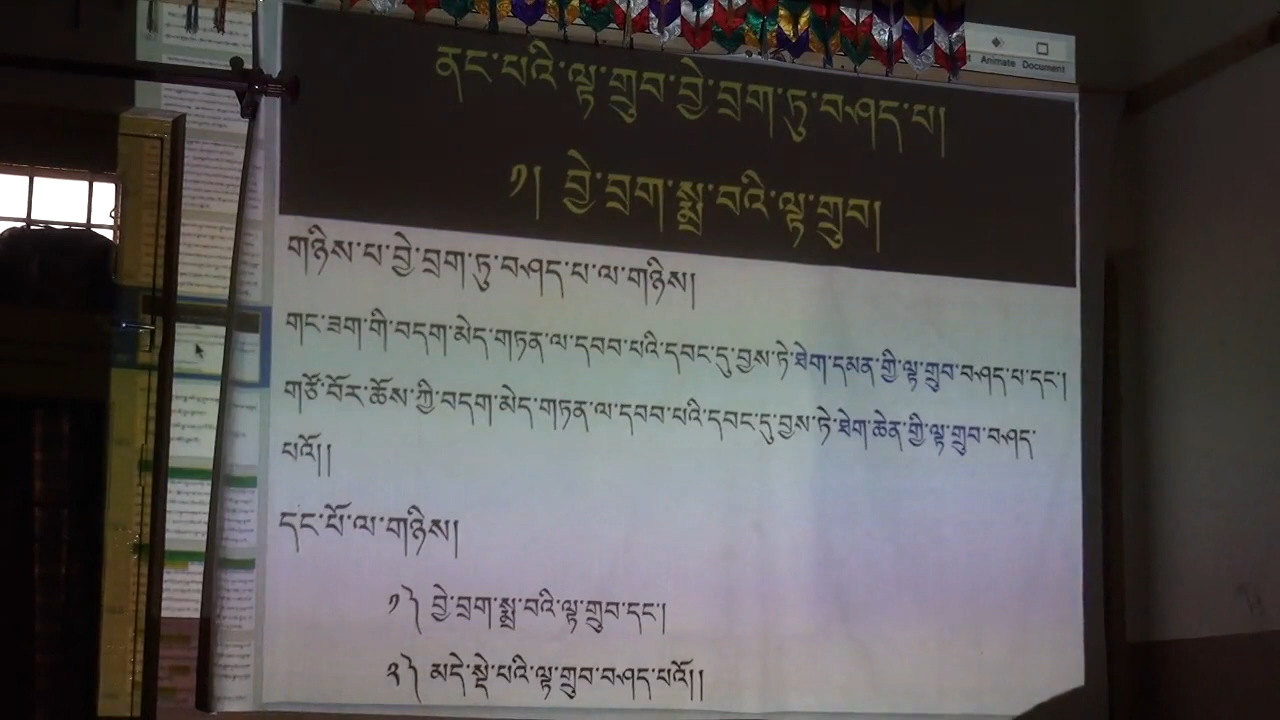 Animate Document
ནང་པའི་ལྟ་གྲུབ་བྱེ་བྲག་ཏུ་བཤད་པ།
༡། བྱེ་བྲག་སྨྲ་བའི་ལྟ་གྲུབ།
གཉིས་པ་བྱེ་བྲག་ཏུ་བཤད་པ་ལ་གཉིས།
གང་ཟག་གི་བདག་མེད་གཏན་ལ་དབབ་པའི་དབང་དུ་བྱས་ཏེ་ཐེག་དམན་གྱི་ལྟ་གྲུབ་བཤད་པ་དང་།
གཙོ་བོར་ཆོས་ཀྱི་བདག་མེད་གཏན་ལ་དབབ་པའི་དབང་དུ་བྱས་ཏེ་ཐེག་ཆེན་གྱི་ལྟ་གྲུབ་བཤད་
པའོ།།
དང་པོ་ལ་གཉིས།
༡༽ བྱེ་བྲག་སྨྲ་བའི་ལྟ་གྲུབ་དང་།
༢༽ མདེ་སྡེ་པའི་ལྟ་གྲུབ་བཤད་པའོ།།